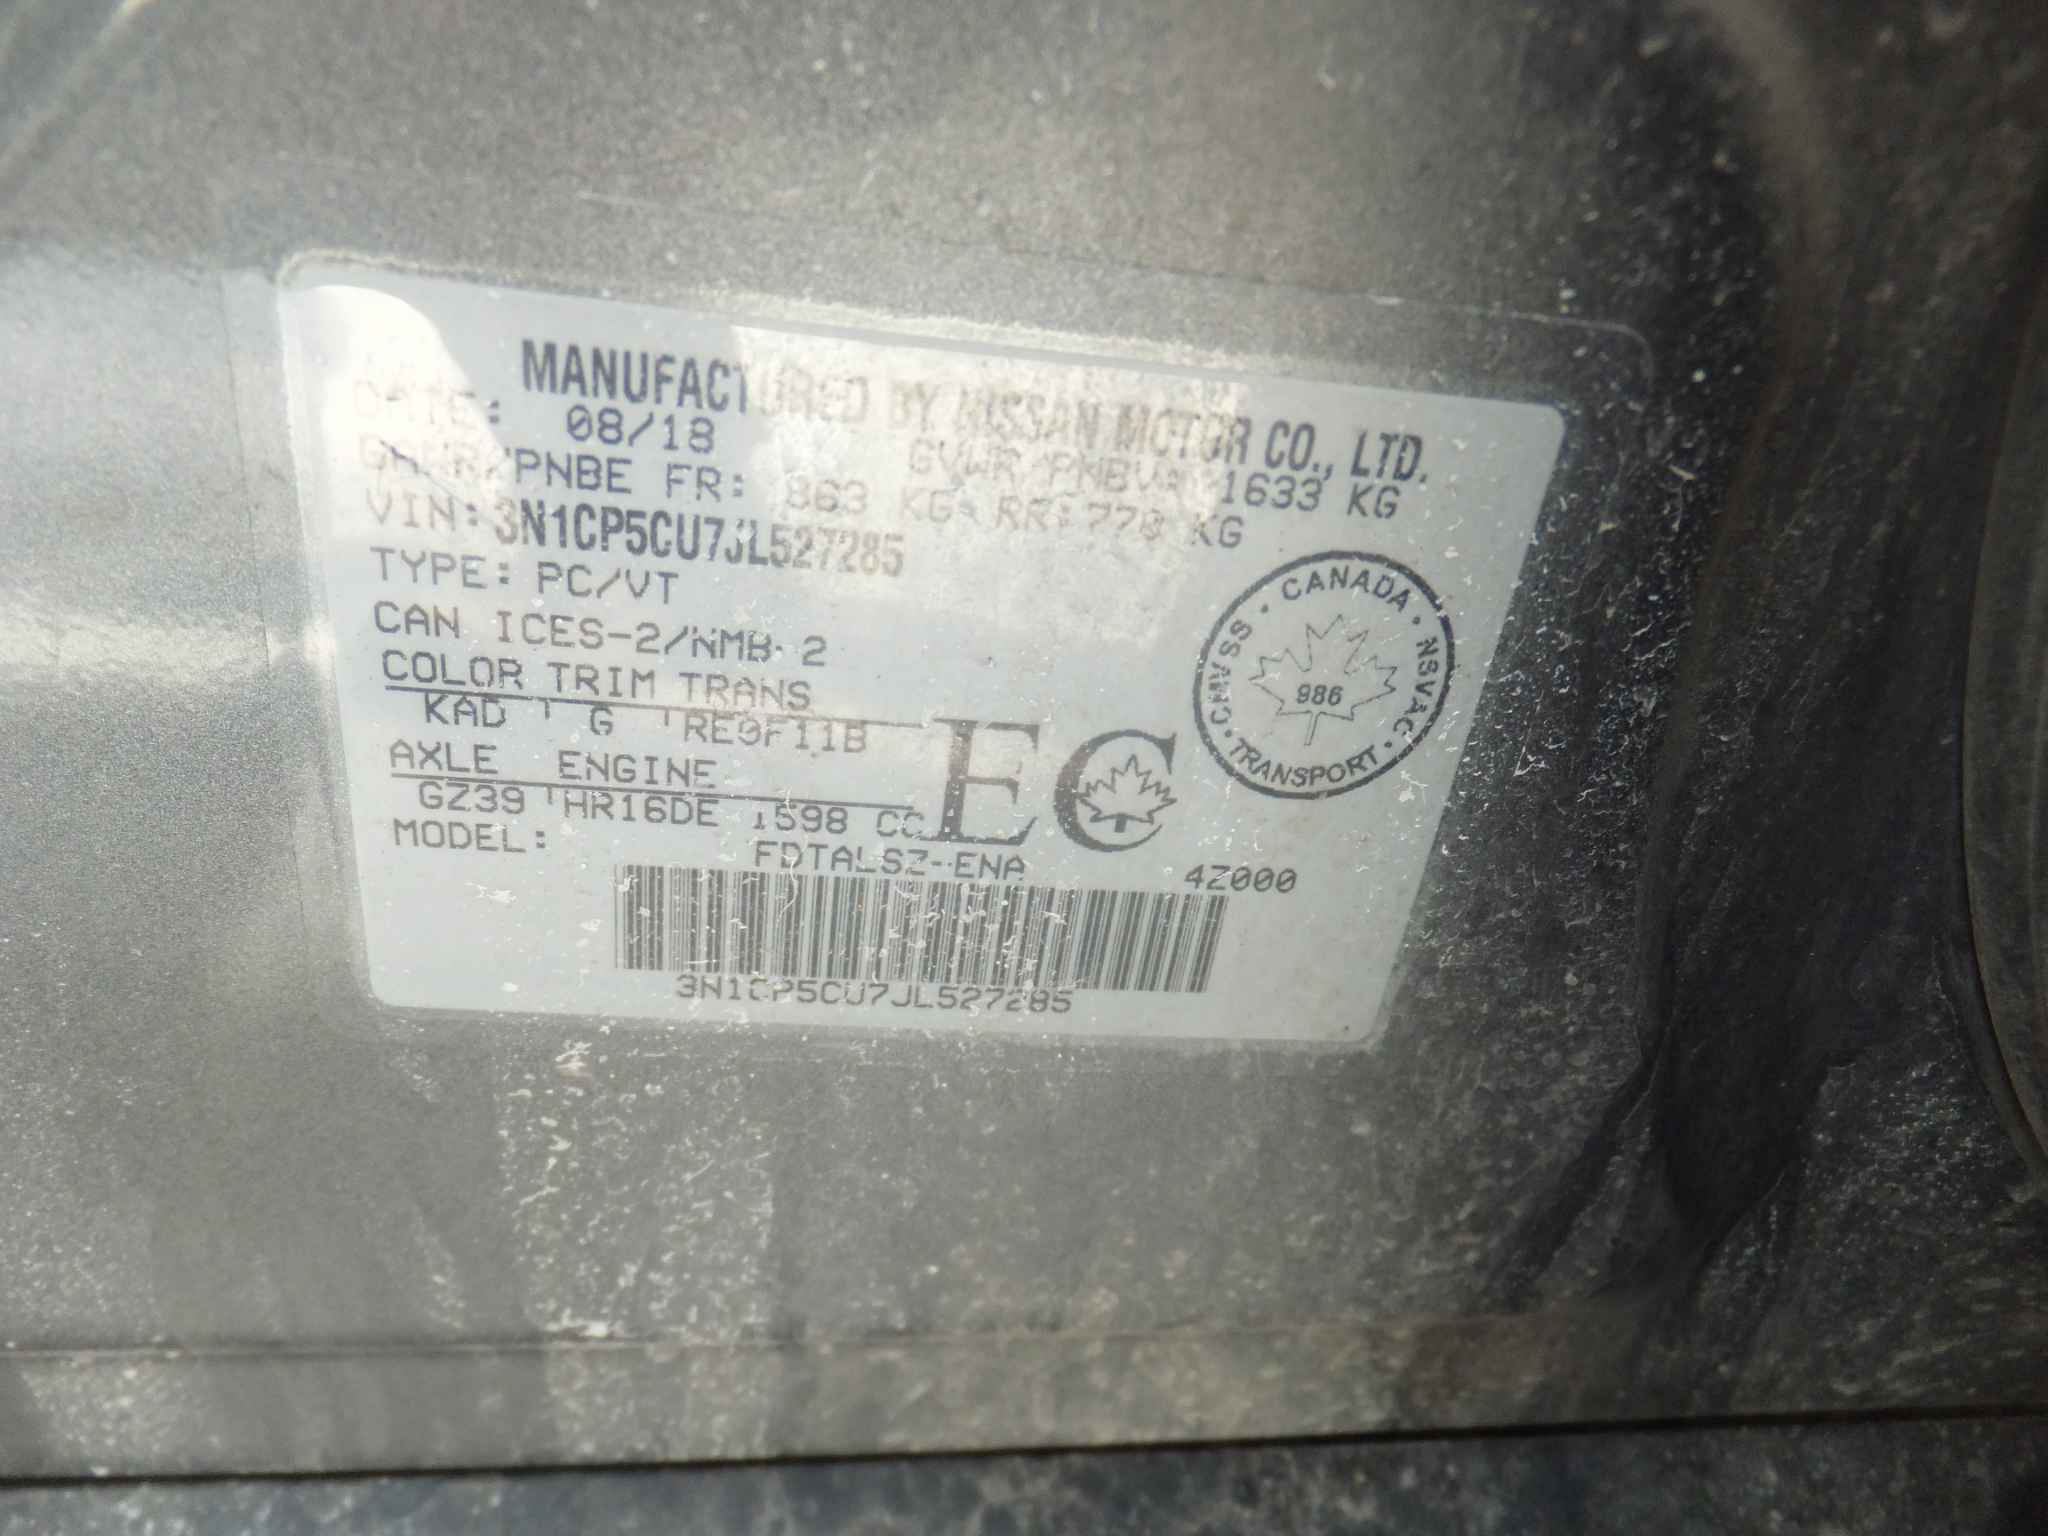 MANUFACTURED BY NISSAN MOTOR CO., LTD.
DATE: 08/18 GVWR/PNBV: 1633 KG
GAWR/PNBE FR: 863 KG RR: 770 KG
VIN: 3N1CP5CU7JL527285
TYPE: PC/VT
CAN ICES-2/NMB-2
COLOR TRIM TRANS
KAD G RE0F11B
AXLE ENGINE
GZ39 HR16DE 1598 CC
MODEL: FDTALSZ-ENA
EC
4Z000
CANADA · NSVAC · TRANSPORT · CMVSS ·
986
3N1CP5CU7JL527285